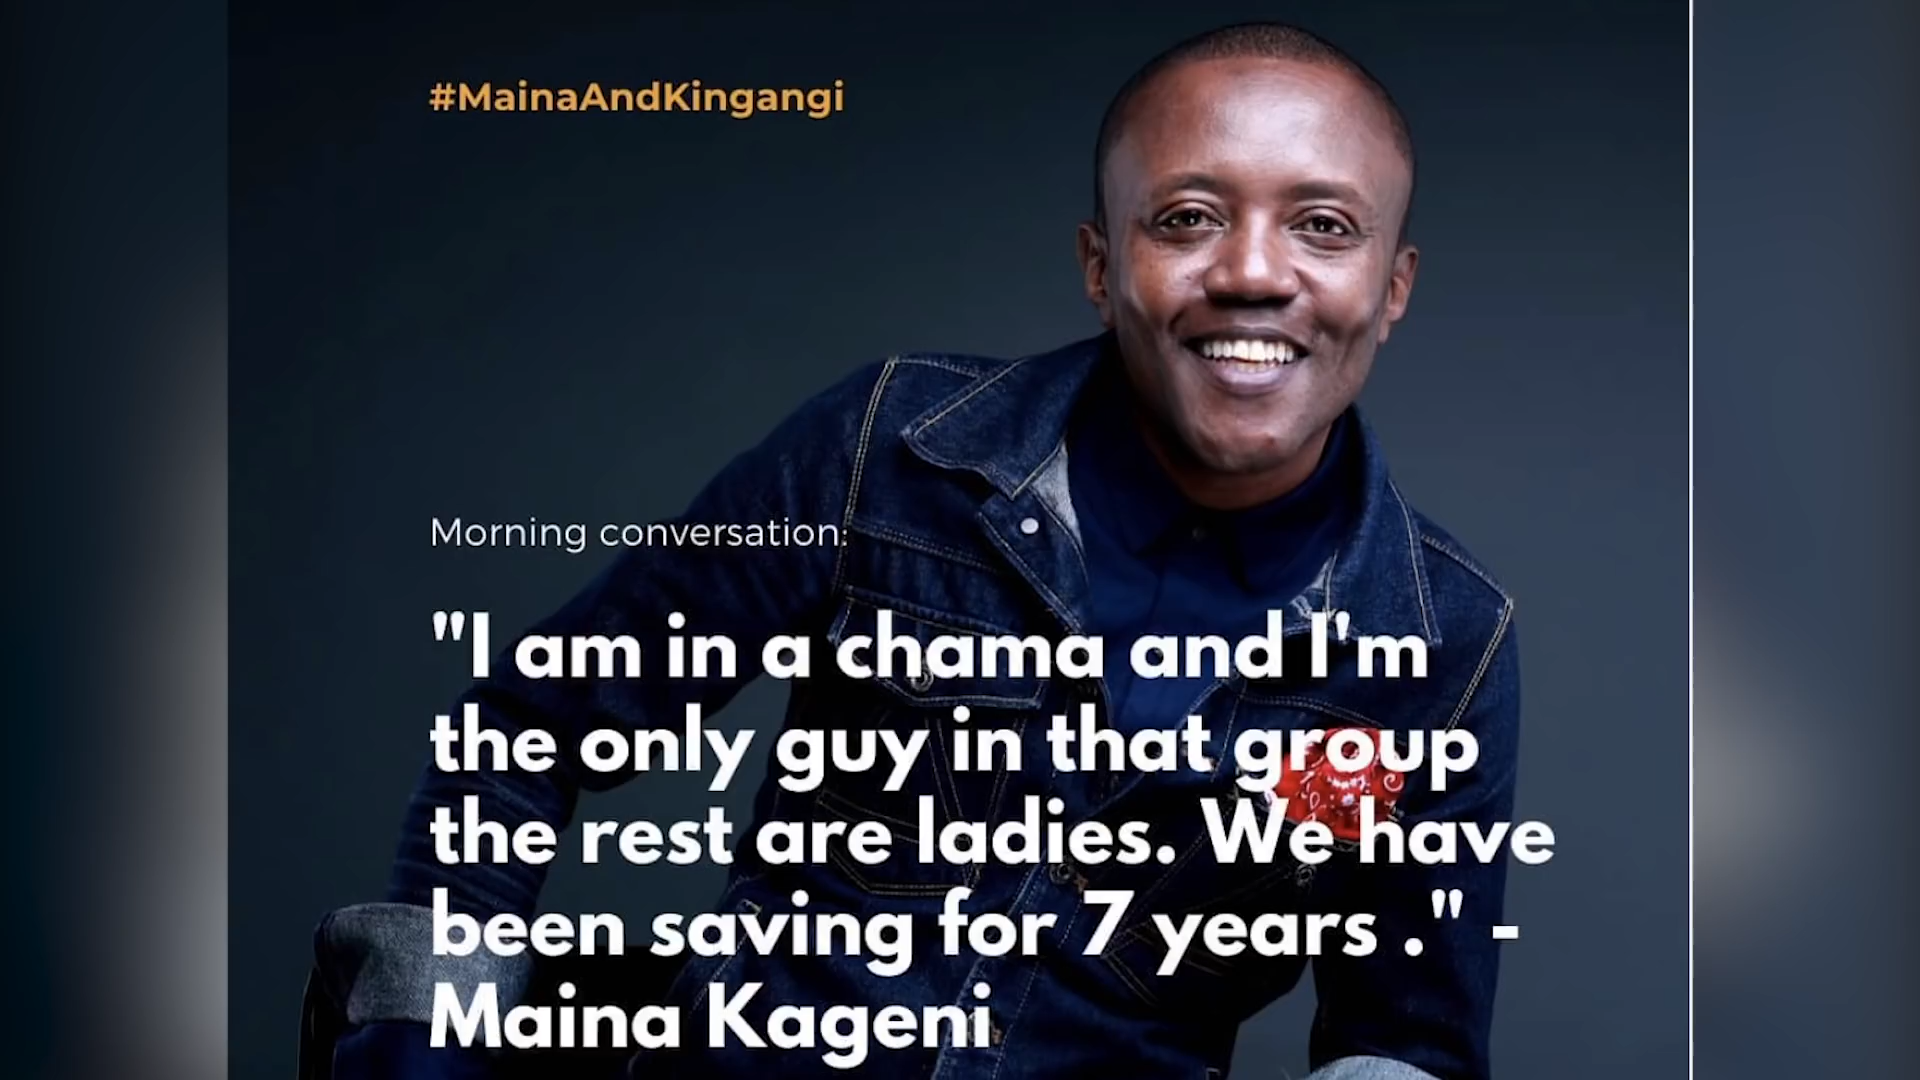 #MainaAndKingangi
Morning conversation:
"I am in a chama and I'm
the only guy in that group
the rest are ladies. We have
been saving for 7 years ." -
Maina Kageni